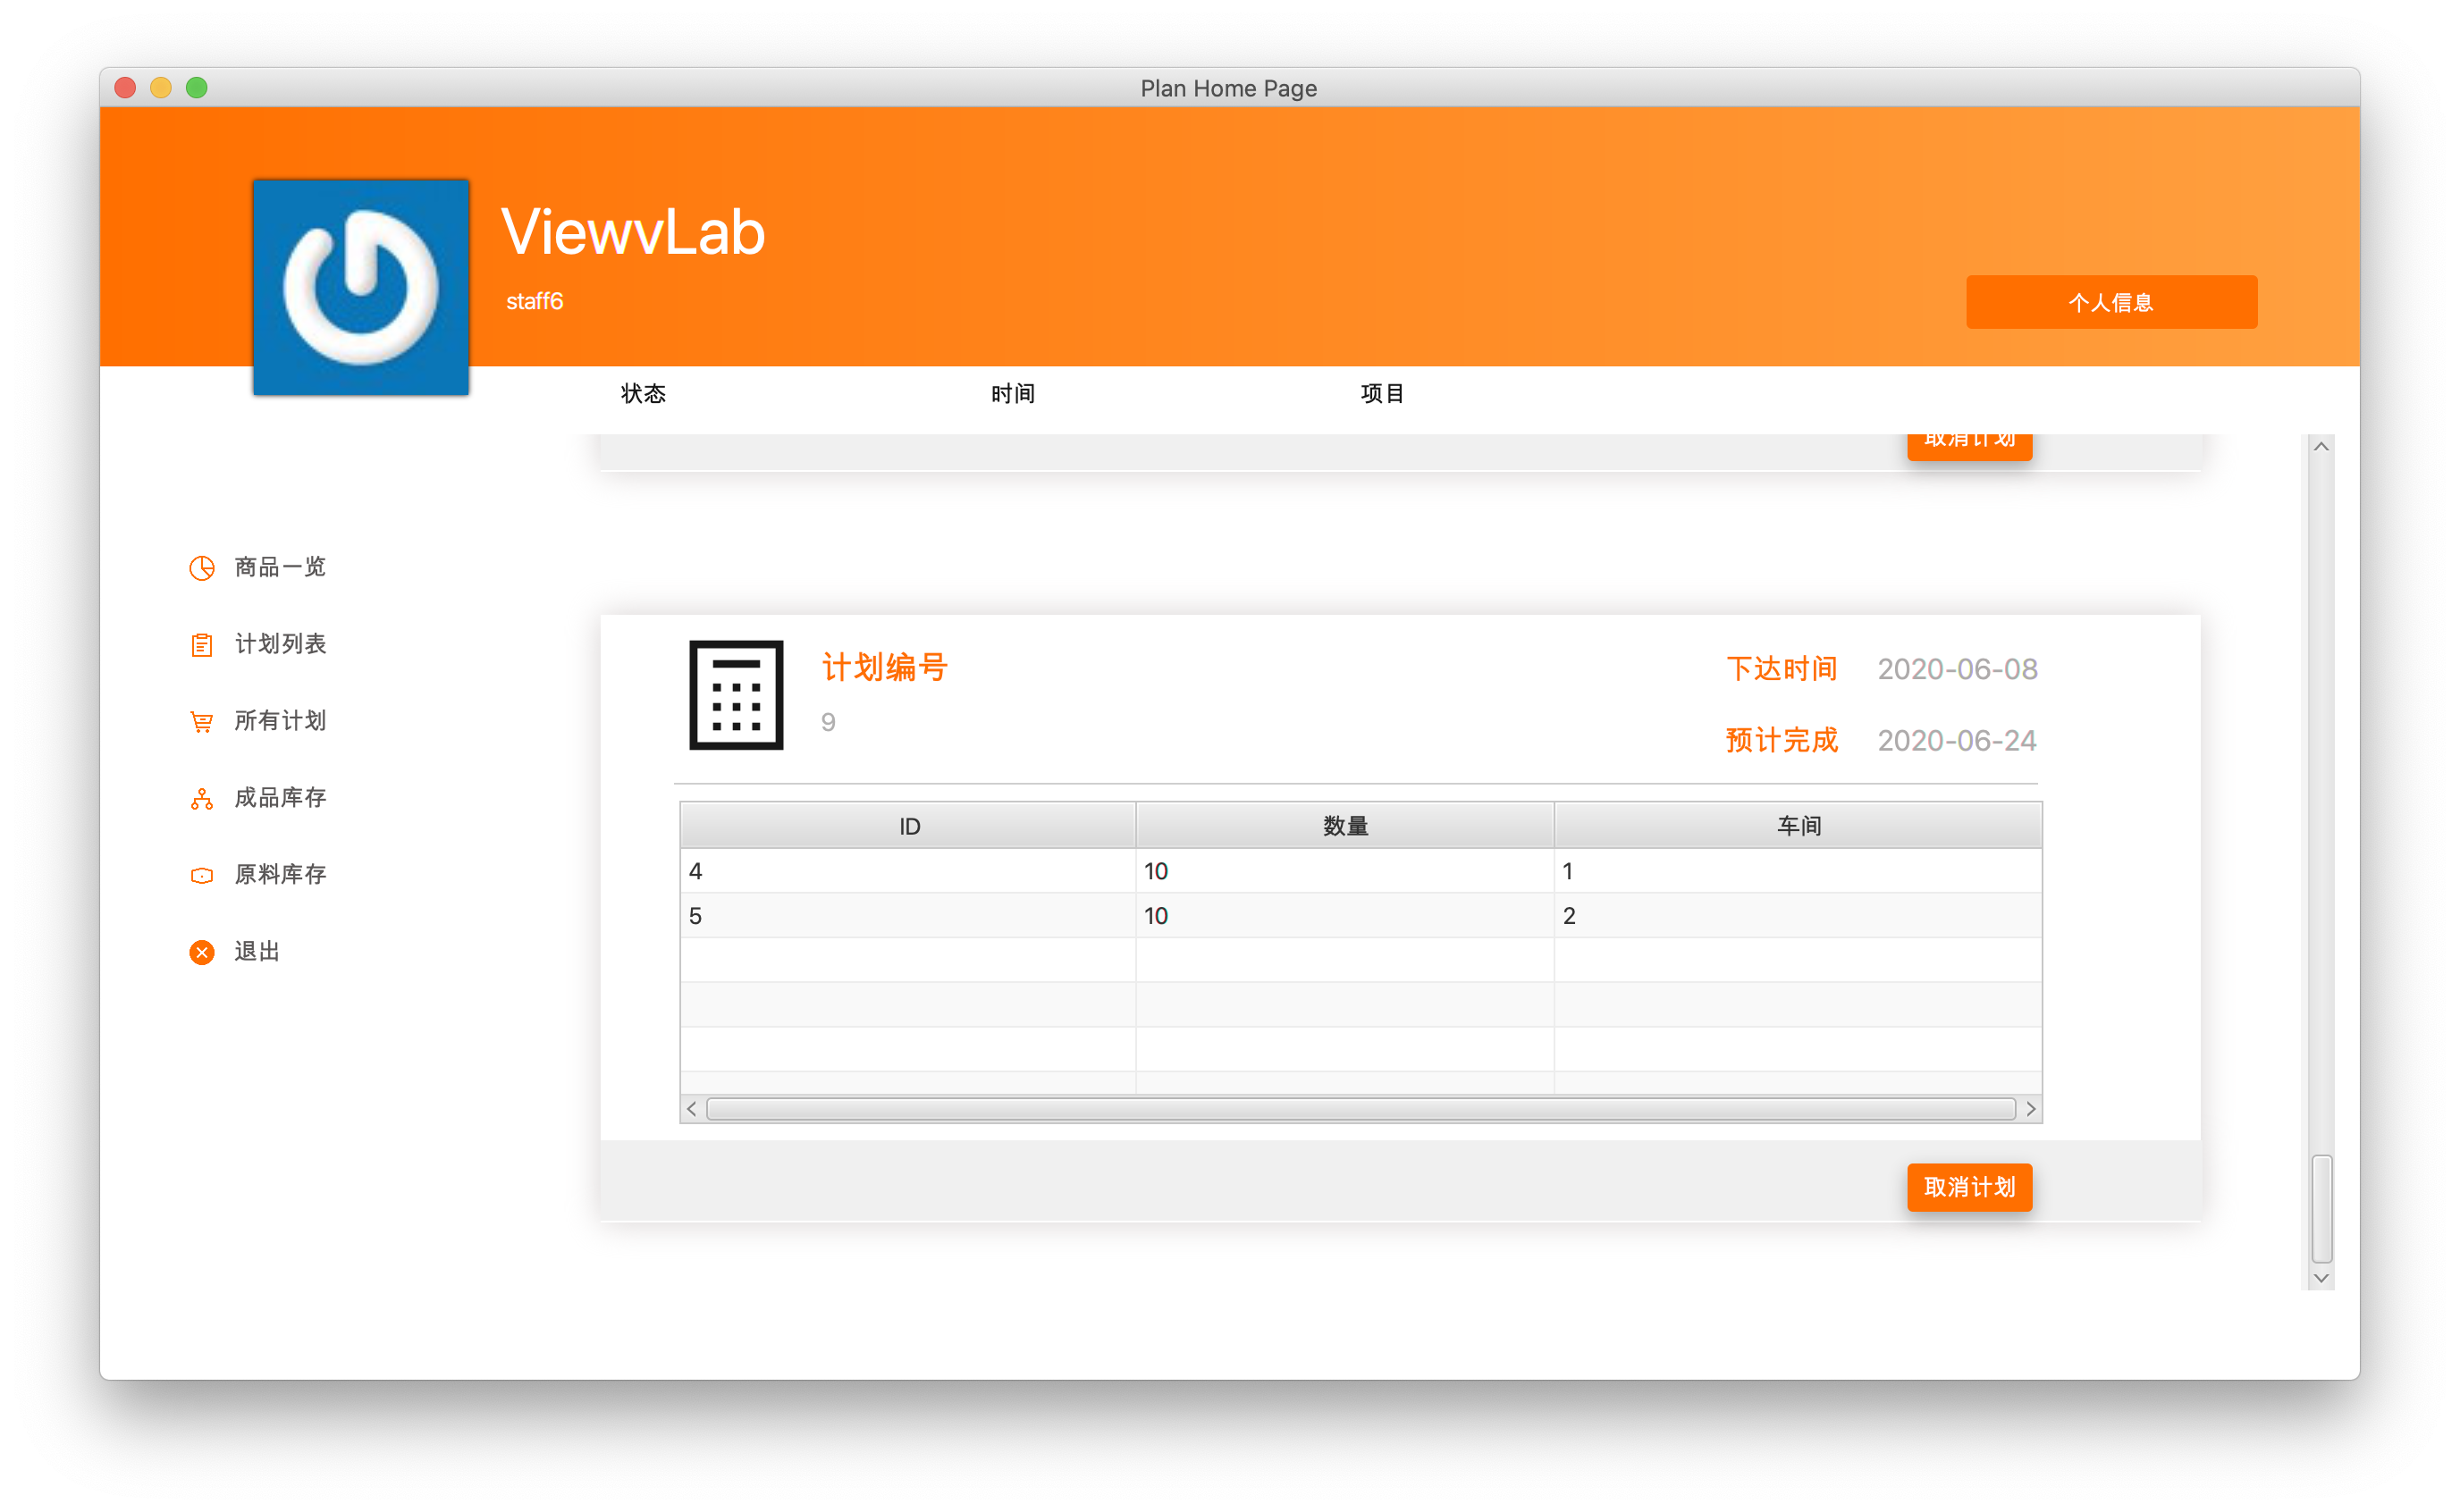 Plan Home Page
ViewvLab
staff6
个人信息
状态 时间 项目
取消计划
商品一览
计划列表
所有计划
成品库存
原料库存
退出
计划编号
9
下达时间 2020-06-08
预计完成 2020-06-24
ID 数量 车间
4 10 1
5 10 2
取消计划